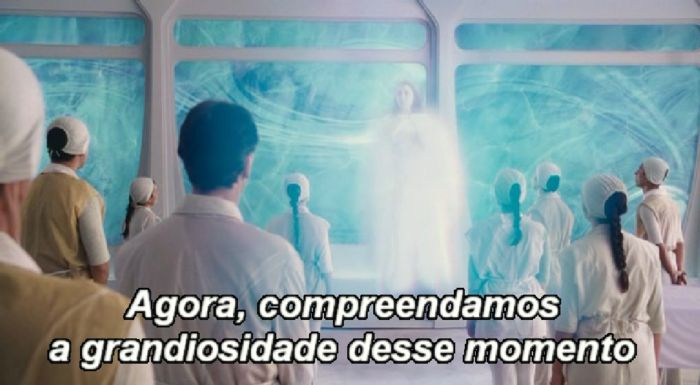 Agora, compreendamos
a grandiosidade desse momento